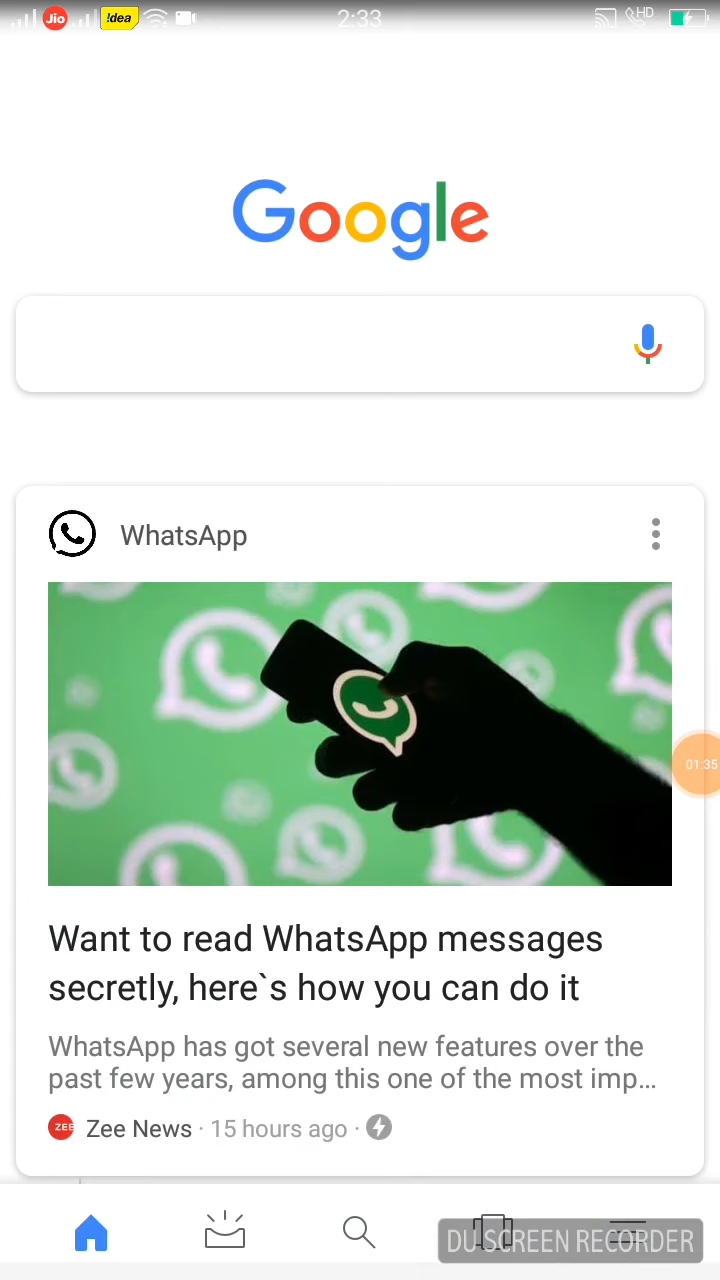 Jio !dea 2:33 HD
Google
WhatsApp
01:35
Want to read WhatsApp messages
secretly, here`s how you can do it
WhatsApp has got several new features over the
past few years, among this one of the most imp...
ZEE Zee News · 15 hours ago ·
DU SCREEN RECORDER